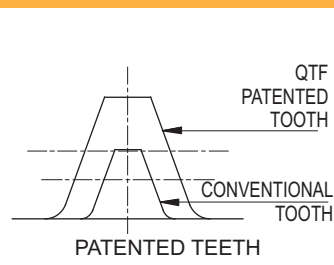 QTF
PATENTED
TOOTH
CONVENTIONAL
TOOTH
PATENTED TEETH